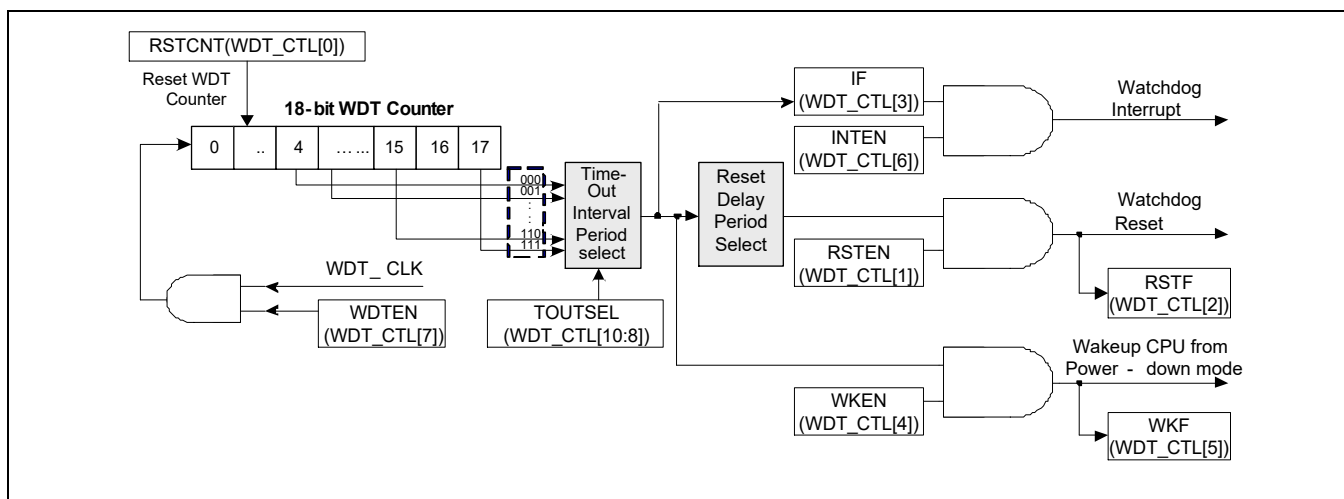 RSTCNT(WDT_CTL[0])
Reset WDT
Counter
18-bit WDT Counter
0 .. 4 ...... 15 16 17
000
001
110
111
Time-
Out
Interval
Period
select
Reset
Delay
Period
Select
IF
(WDT_CTL[3])
INTEN
(WDT_CTL[6])
Watchdog
Interrupt
RSTEN
(WDT_CTL[1])
Watchdog
Reset
RSTF
(WDT_CTL[2])
WDT_ CLK
WDTEN
(WDT_CTL[7])
TOUTSEL
(WDT_CTL[10:8])
WKEN
(WDT_CTL[4])
Wakeup CPU from
Power - down mode
WKF
(WDT_CTL[5])